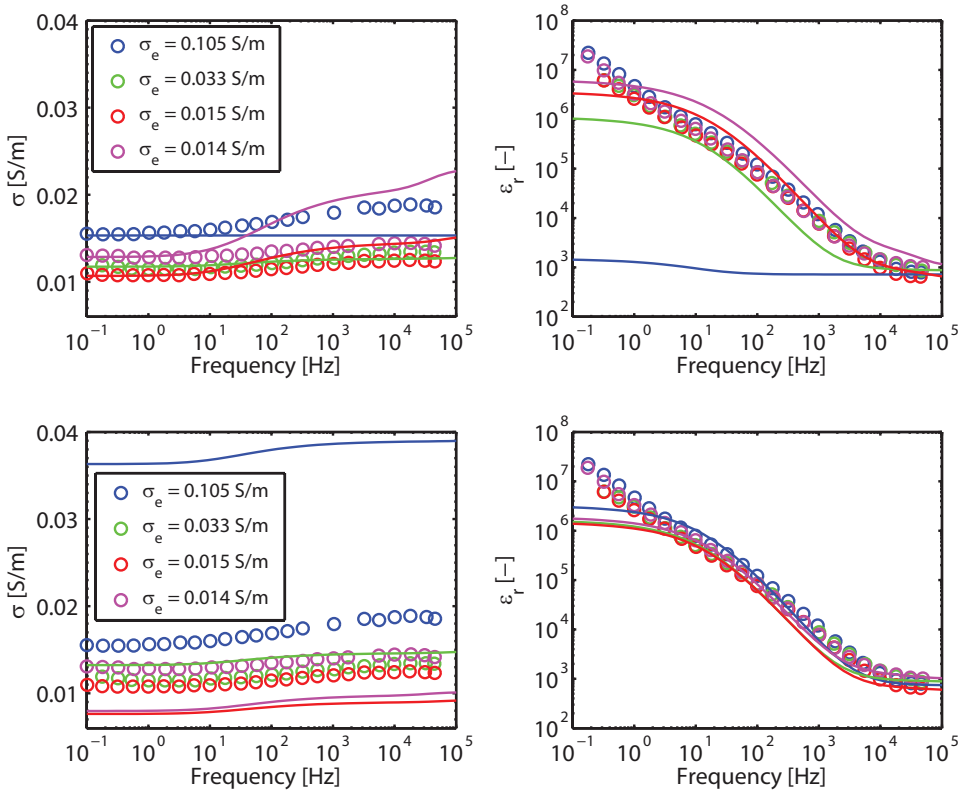 0.04
0.03
0.02
0.01
σ [S/m]
σe = 0.105 S/m
σe = 0.033 S/m
σe = 0.015 S/m
σe = 0.014 S/m
10−1 100 101 102 103 104 105
Frequency [Hz]
108
107
106
105
104
103
102
εr [−]
10−1 100 101 102 103 104 105
Frequency [Hz]
0.04
0.03
0.02
0.01
σ [S/m]
σe = 0.105 S/m
σe = 0.033 S/m
σe = 0.015 S/m
σe = 0.014 S/m
10−1 100 101 102 103 104 105
Frequency [Hz]
108
107
106
105
104
103
102
εr [−]
10−1 100 101 102 103 104 105
Frequency [Hz]